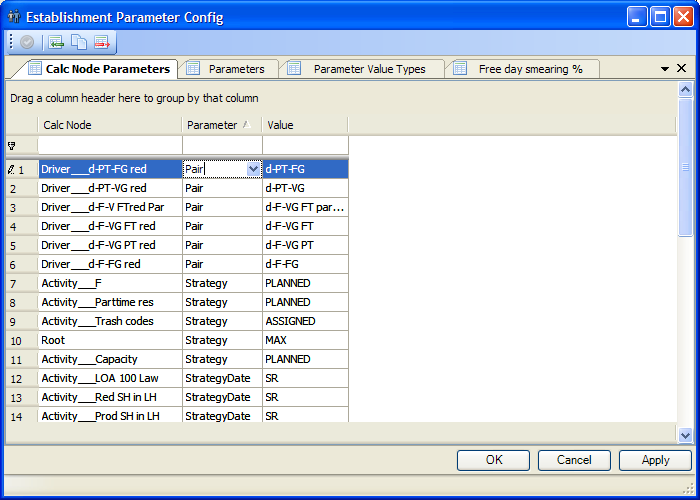 Establishment Parameter Config
Calc Node Parameters Parameters Parameter Value Types Free day smearing %
Drag a column header here to group by that column
Calc Node Parameter Value
1 Driver___d-PT-FG red Pair d-PT-FG
2 Driver___d-PT-VG red Pair d-PT-VG
3 Driver___d-F-V FTred Par Pair d-F-VG FT par...
4 Driver___d-F-VG FT red Pair d-F-VG FT
5 Driver___d-F-VG PT red Pair d-F-VG PT
6 Driver___d-F-FG red Pair d-F-FG
7 Activity___F Strategy PLANNED
8 Activity___Parttime res Strategy PLANNED
9 Activity___Trash codes Strategy ASSIGNED
10 Root Strategy MAX
11 Activity___Capacity Strategy PLANNED
12 Activity___LOA 100 Law StrategyDate SR
13 Activity___Red SH in LH StrategyDate SR
14 Activity___Prod SH in LH StrategyDate SR
OK Cancel Apply